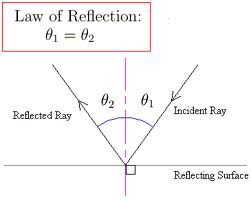 Law of Reflection:
θ₁ = θ₂
θ₂ θ₁
Reflected Ray
Incident Ray
Reflecting Surface